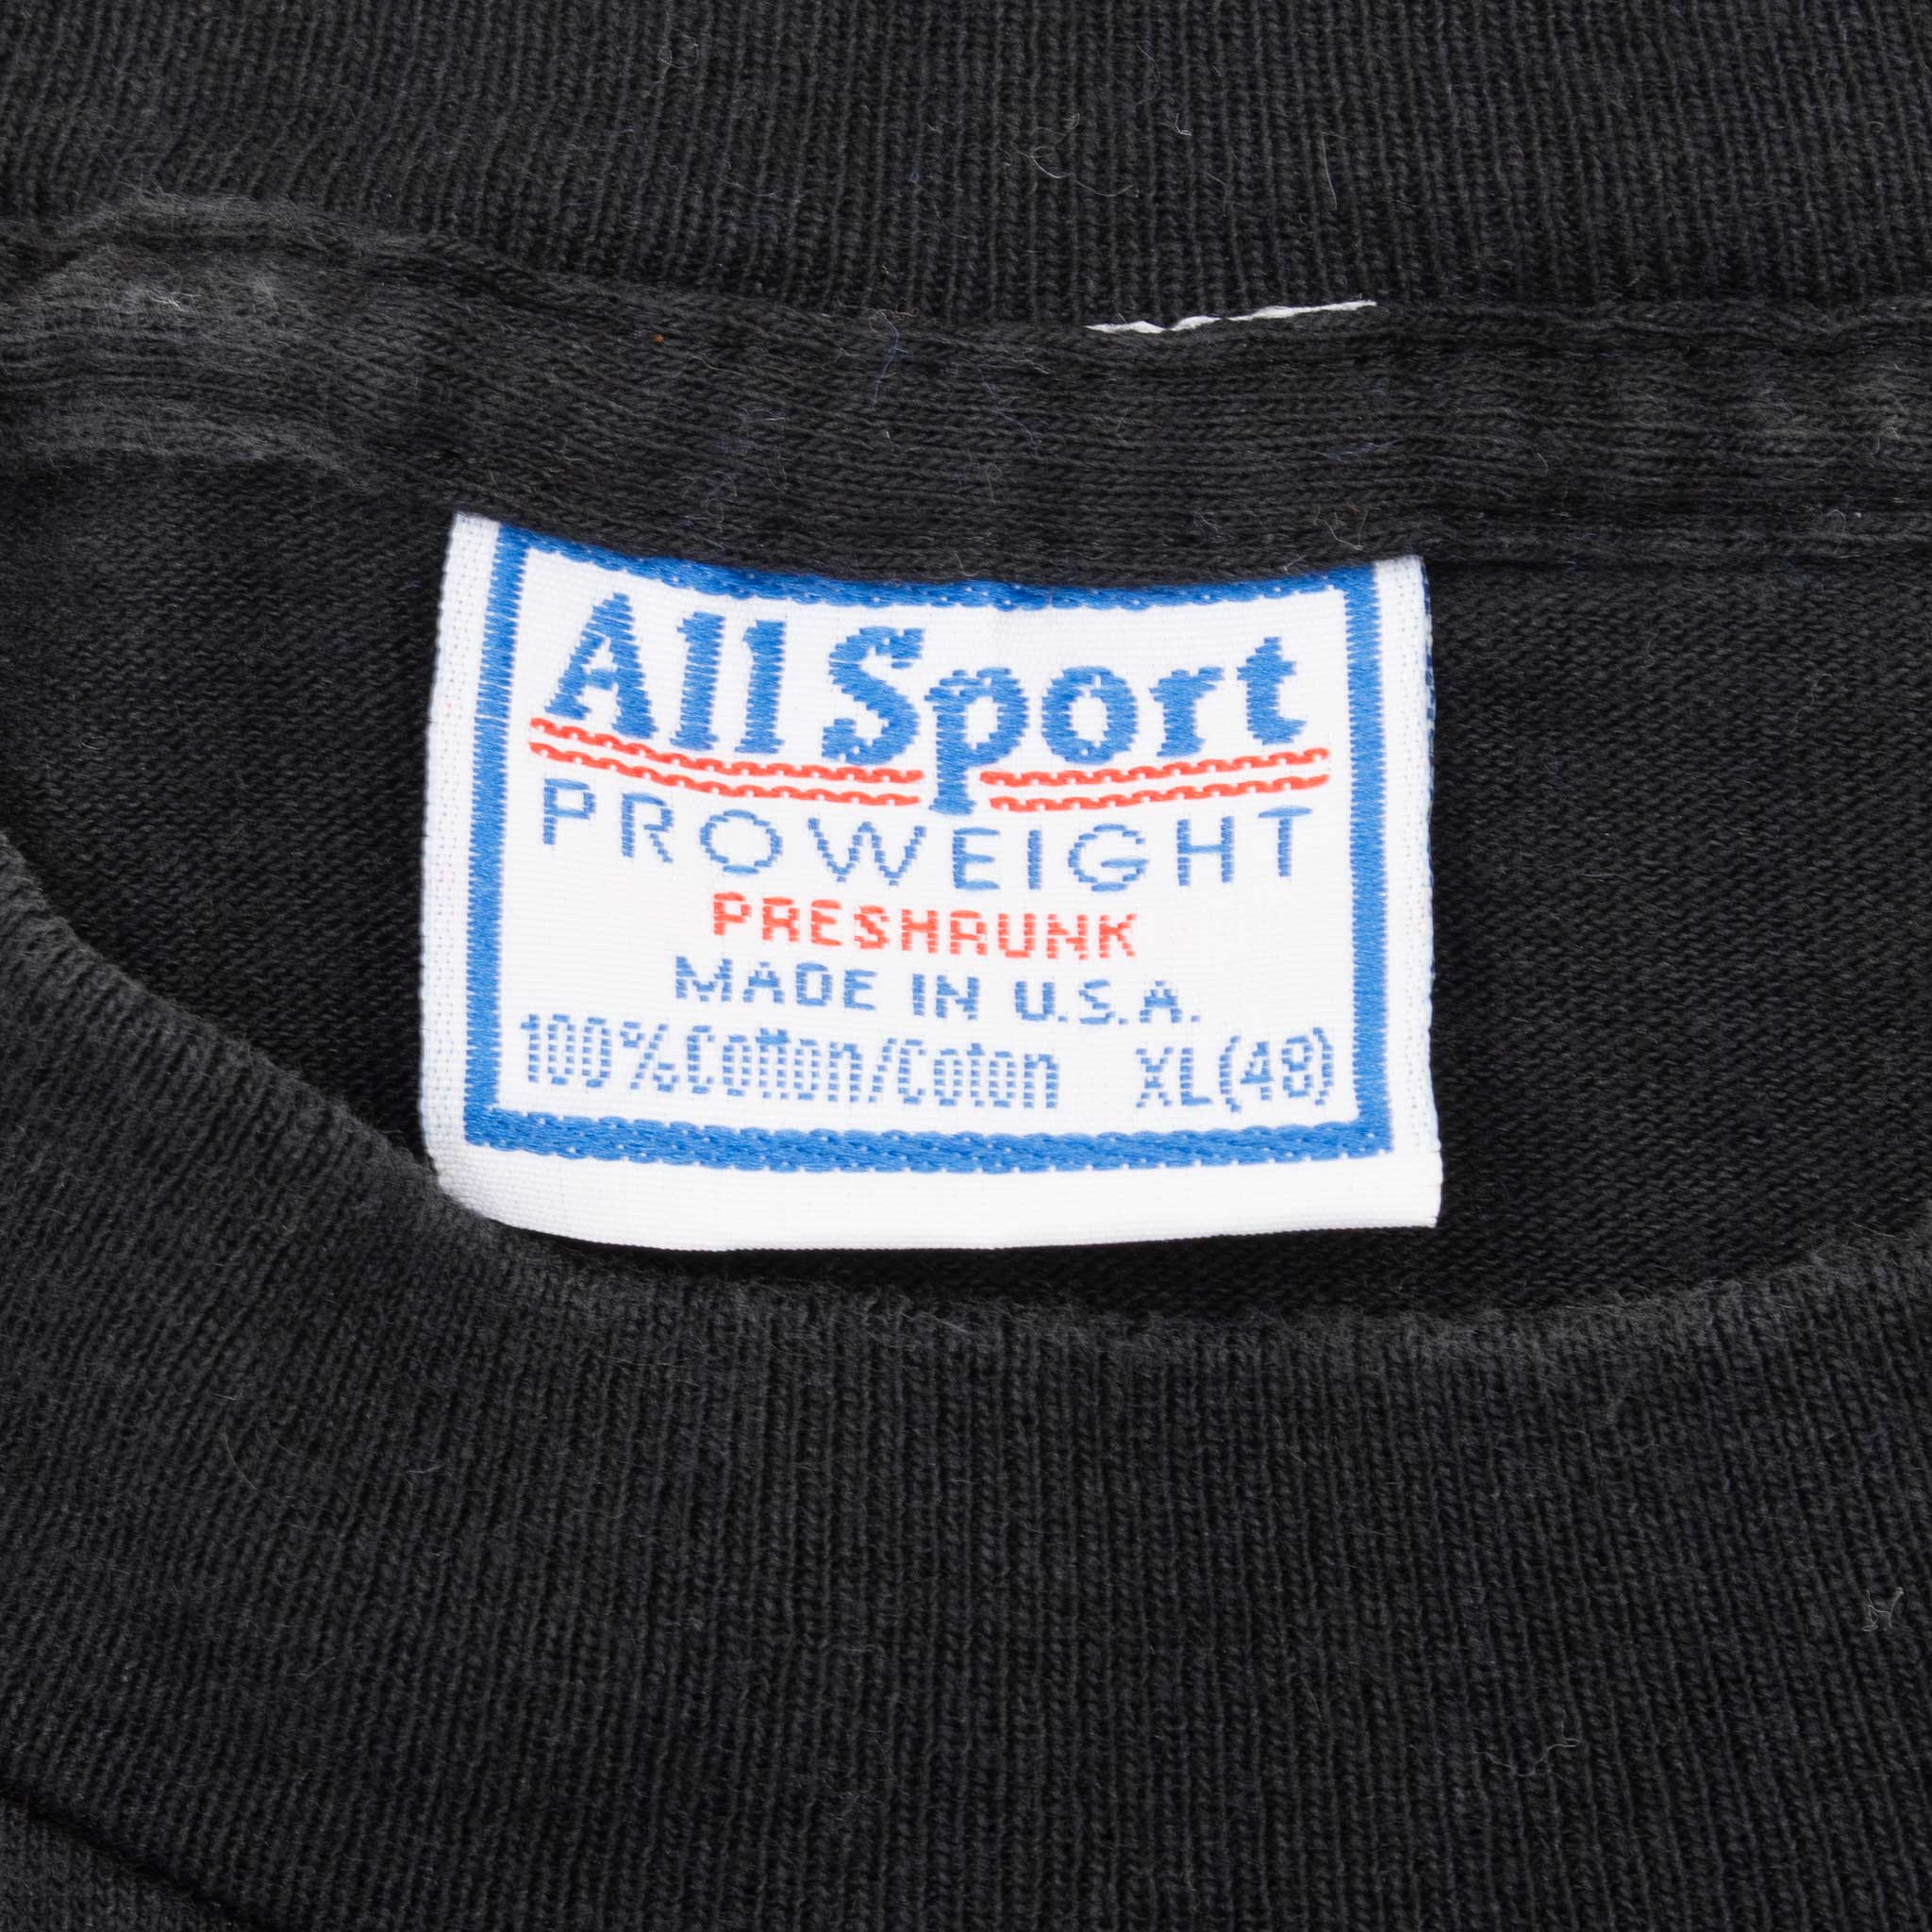 All Sport
PROWEIGHT
PRESHRUNK
MADE IN U.S.A.
100% Cotton/Coton XL(48)